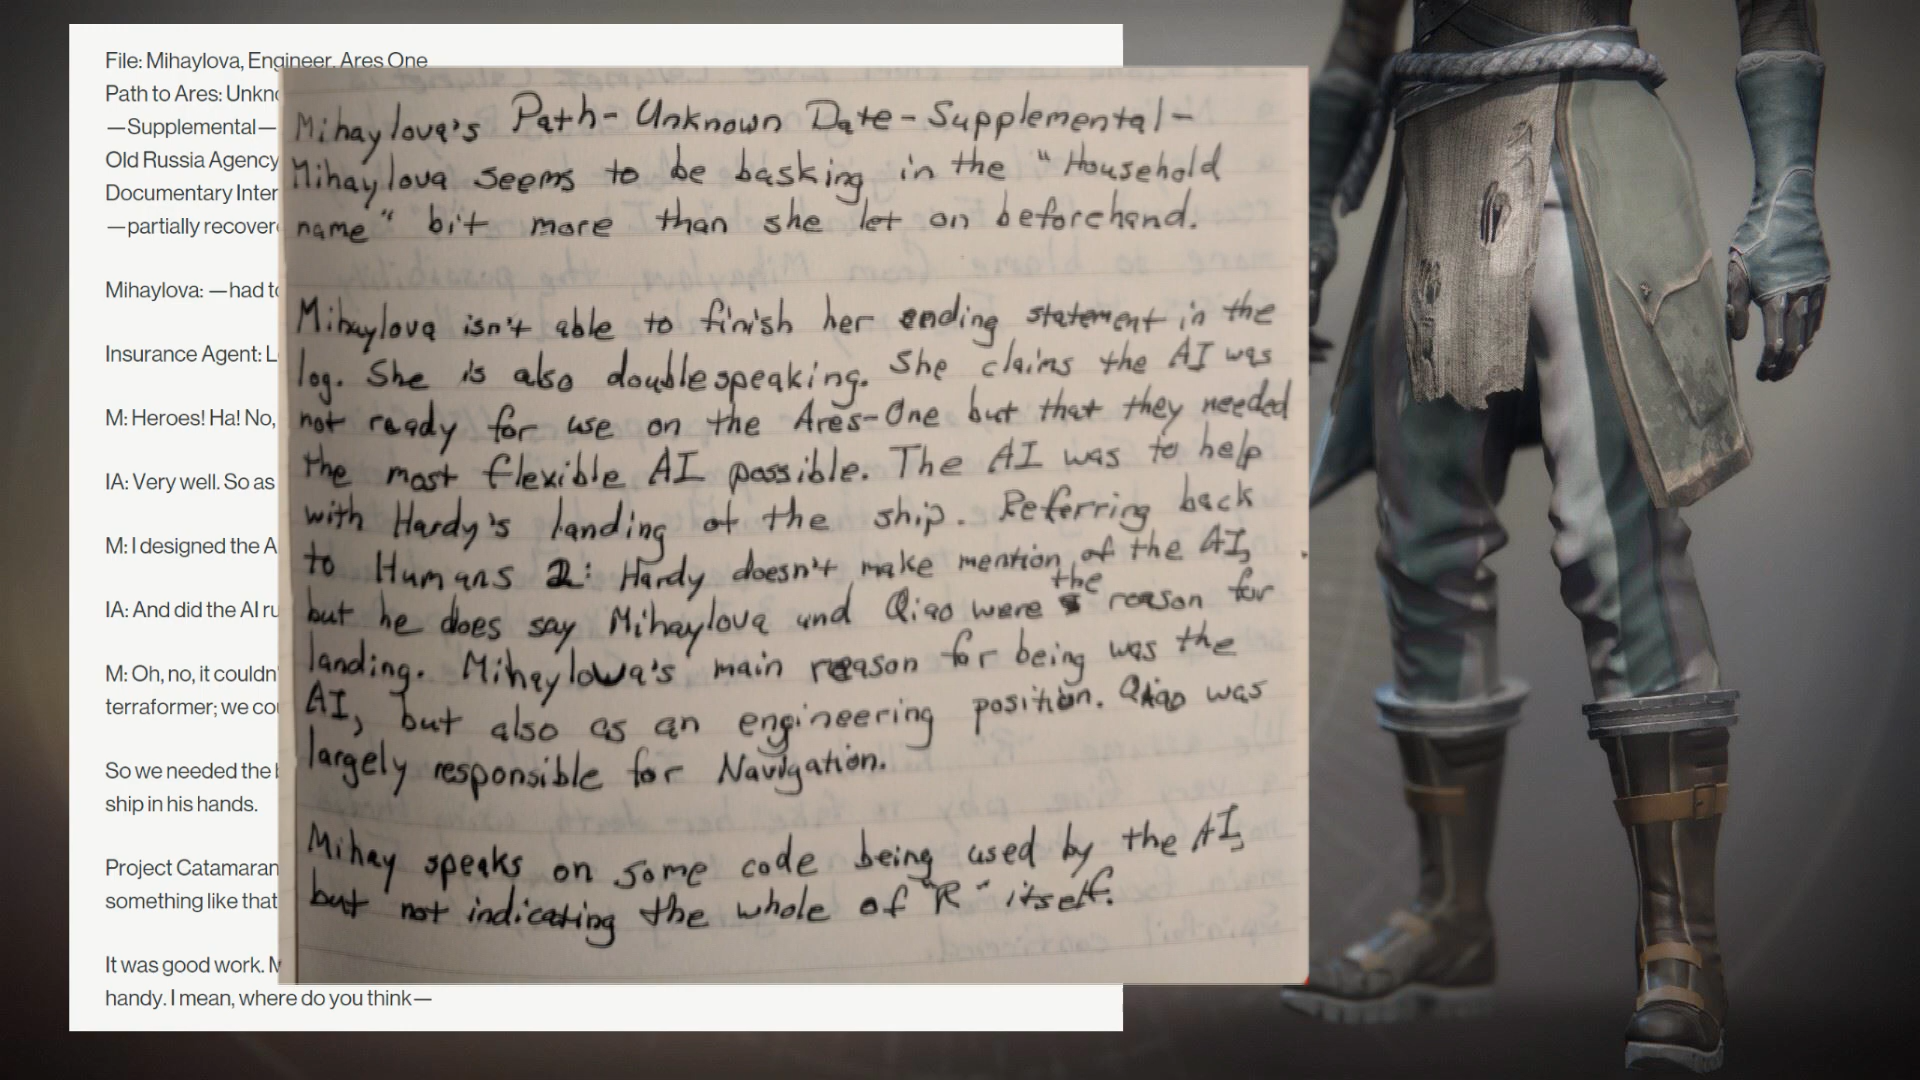 File: Mihaylova, Engineer, Ares One
Path to Ares: Unkno
—Supplemental—
Old Russia Agency
Documentary Inter
—partially recover
Mihaylova: —had to
Insurance Agent: L
M: Heroes! Ha! No,
IA: Very well. So as
M: I designed the A
IA: And did the AI ru
M: Oh, no, it couldn'
terraformer; we cou
So we needed the b
ship in his hands.
Project Catamaran
something like that
It was good work. M
handy. I mean, where do you think—
Mihaylova's Path - Unknown Date - Supplemental -
Mihaylova seems to be basking in the "Household
name" bit more than she let on beforehand.
Mihaylova isn't able to finish her ending statement in the
log. She is also doublespeaking. She claims the AI was
not ready for use on the Ares-One but that they needed
the most flexible AI possible. The AI was to help
with Hardy's landing of the ship. Referring back
to Humans 2: Hardy doesn't make mention of the AI,
but he does say Mihaylova and Qiao were the reason for
landing. Mihaylowa's main reason for being was the
AI, but also as an engineering position. Qiao was
largely responsible for Navigation.
Mihay speaks on some code being used by the AI,
but not indicating the whole of "R" itself.